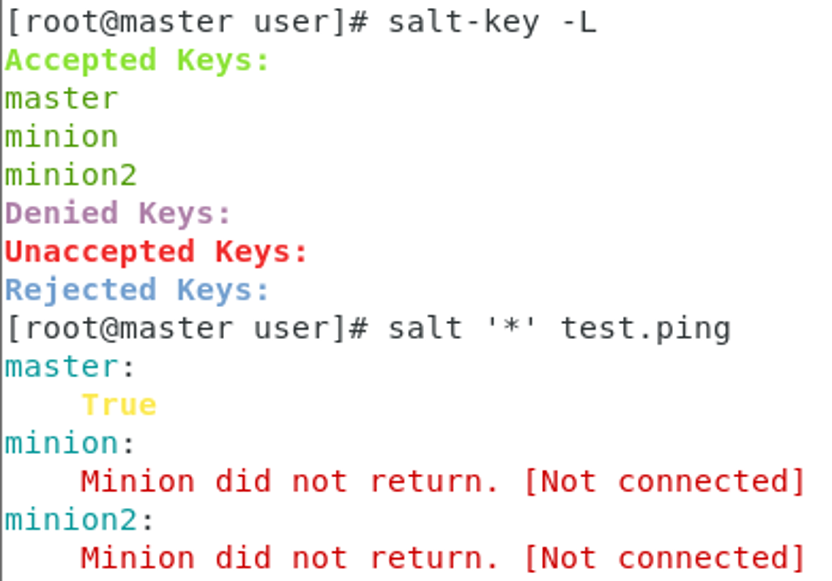 [root@master user]# salt-key -L
Accepted Keys:
master
minion
minion2
Denied Keys:
Unaccepted Keys:
Rejected Keys:
[root@master user]# salt '*' test.ping
master:
    True
minion:
    Minion did not return. [Not connected]
minion2:
    Minion did not return. [Not connected]